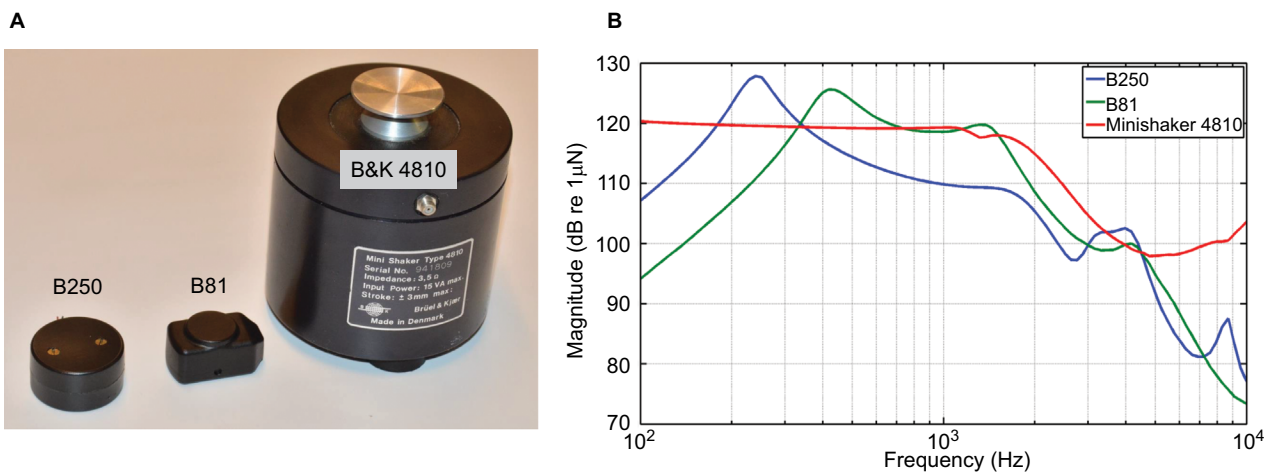 A
B&K 4810
Mini Shaker Type 4810
Serial No. 941809
Impedance: 3,5 Ω
Input Power: 15 VA max.
Stroke: ± 3mm max:
Brüel & Kjær
Made in Denmark
B250
B81
B
130
120
110
100
90
80
70
Magnitude (dB re 1µN)
B250
B81
Minishaker 4810
10²
10³
10⁴
Frequency (Hz)